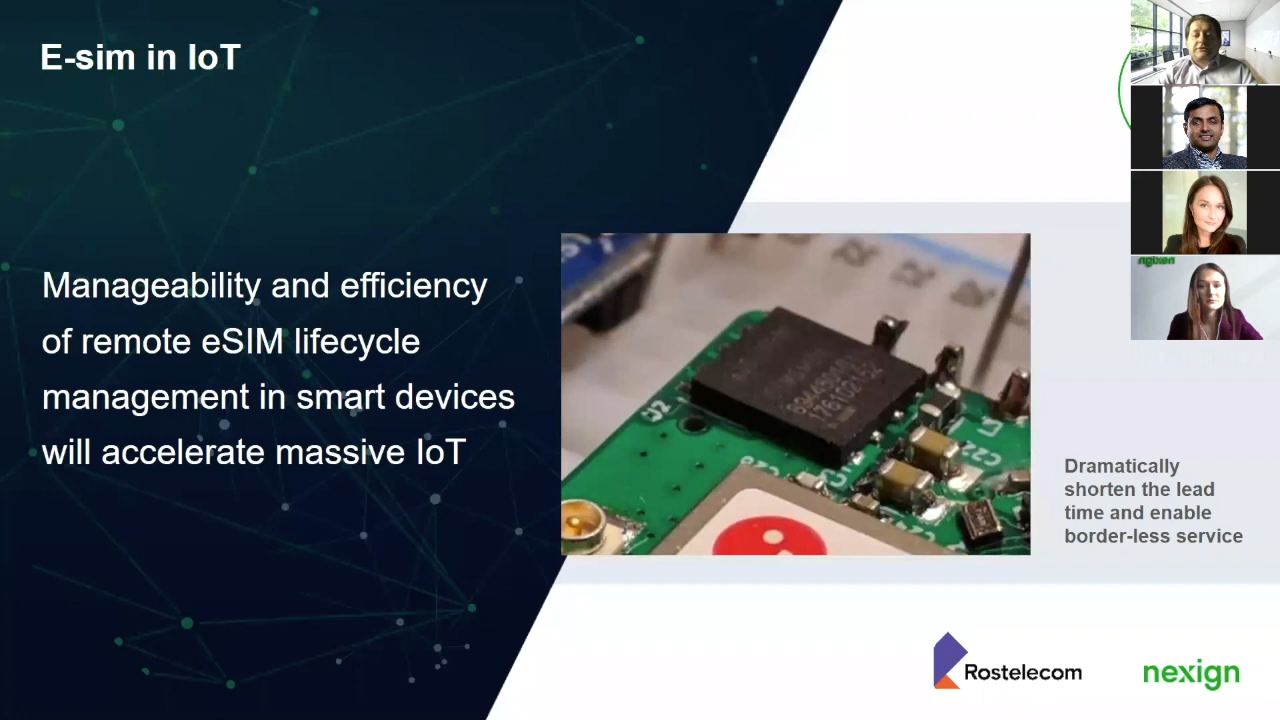 E-sim in IoT
Manageability and efficiency
of remote eSIM lifecycle
management in smart devices
will accelerate massive IoT
Dramatically
shorten the lead
time and enable
border-less service
Rostelecom
nexign